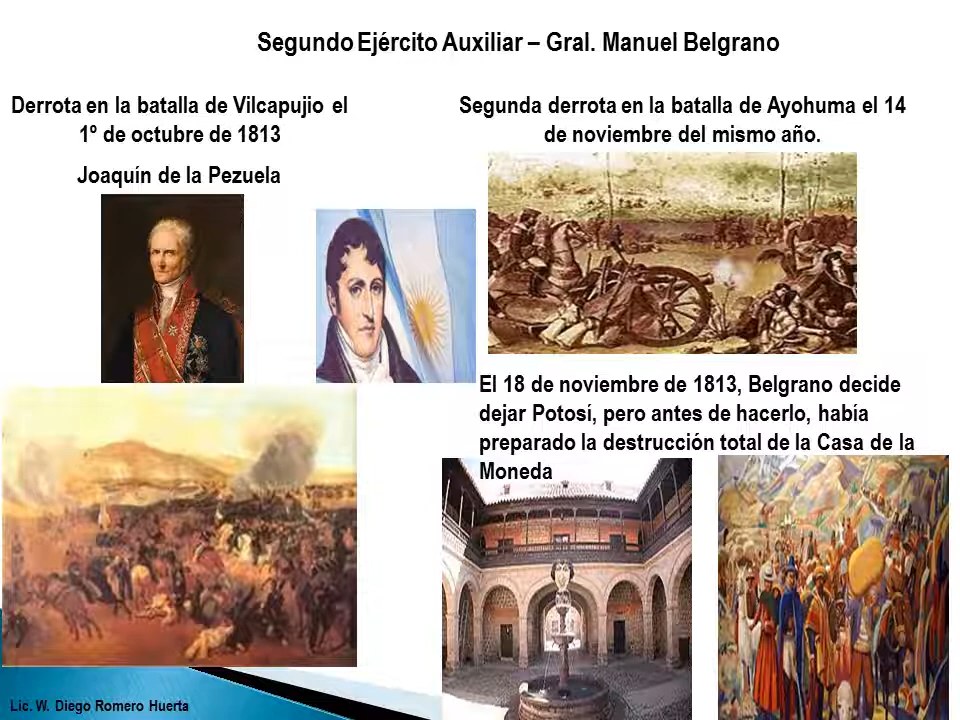 Segundo Ejército Auxiliar – Gral. Manuel Belgrano
Derrota en la batalla de Vilcapujio el
1º de octubre de 1813
Joaquín de la Pezuela
Segunda derrota en la batalla de Ayohuma el 14
de noviembre del mismo año.
El 18 de noviembre de 1813, Belgrano decide
dejar Potosí, pero antes de hacerlo, había
preparado la destrucción total de la Casa de la
Moneda
Lic. W. Diego Romero Huerta